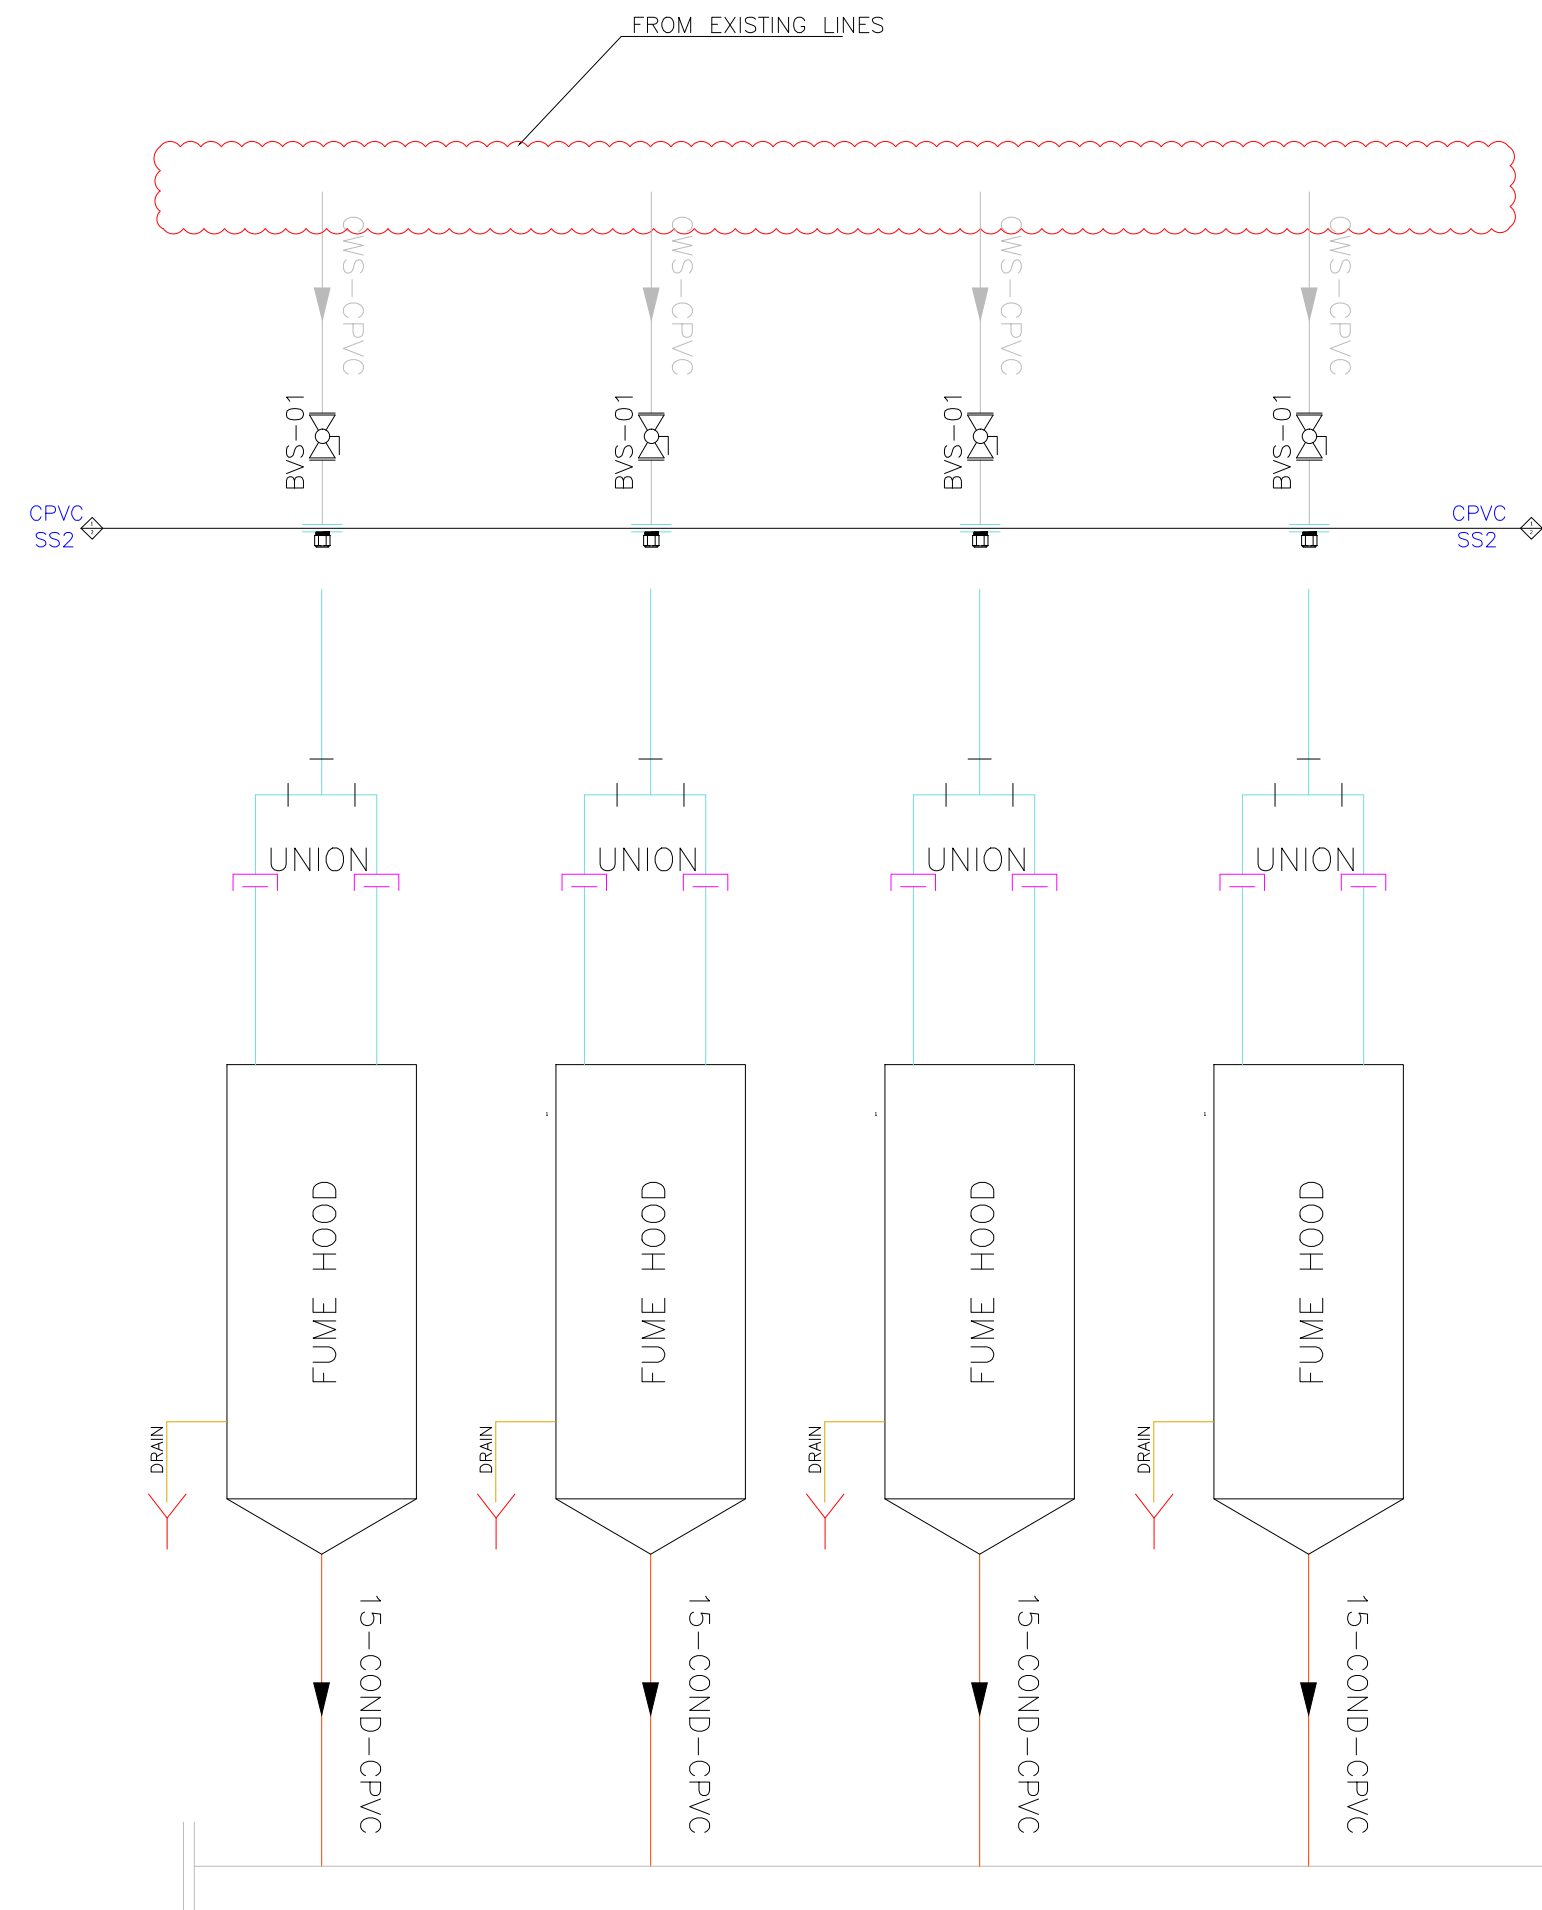 FROM EXISTING LINES
CWS-CPVC
CWS-CPVC
CWS-CPVC
CWS-CPVC
BVS-01
BVS-01
BVS-01
BVS-01
CPVC
SS2
CPVC
SS2
UNION
UNION
UNION
UNION
FUME HOOD
FUME HOOD
FUME HOOD
FUME HOOD
DRAIN
DRAIN
DRAIN
DRAIN
15-COND-CPVC
15-COND-CPVC
15-COND-CPVC
15-COND-CPVC